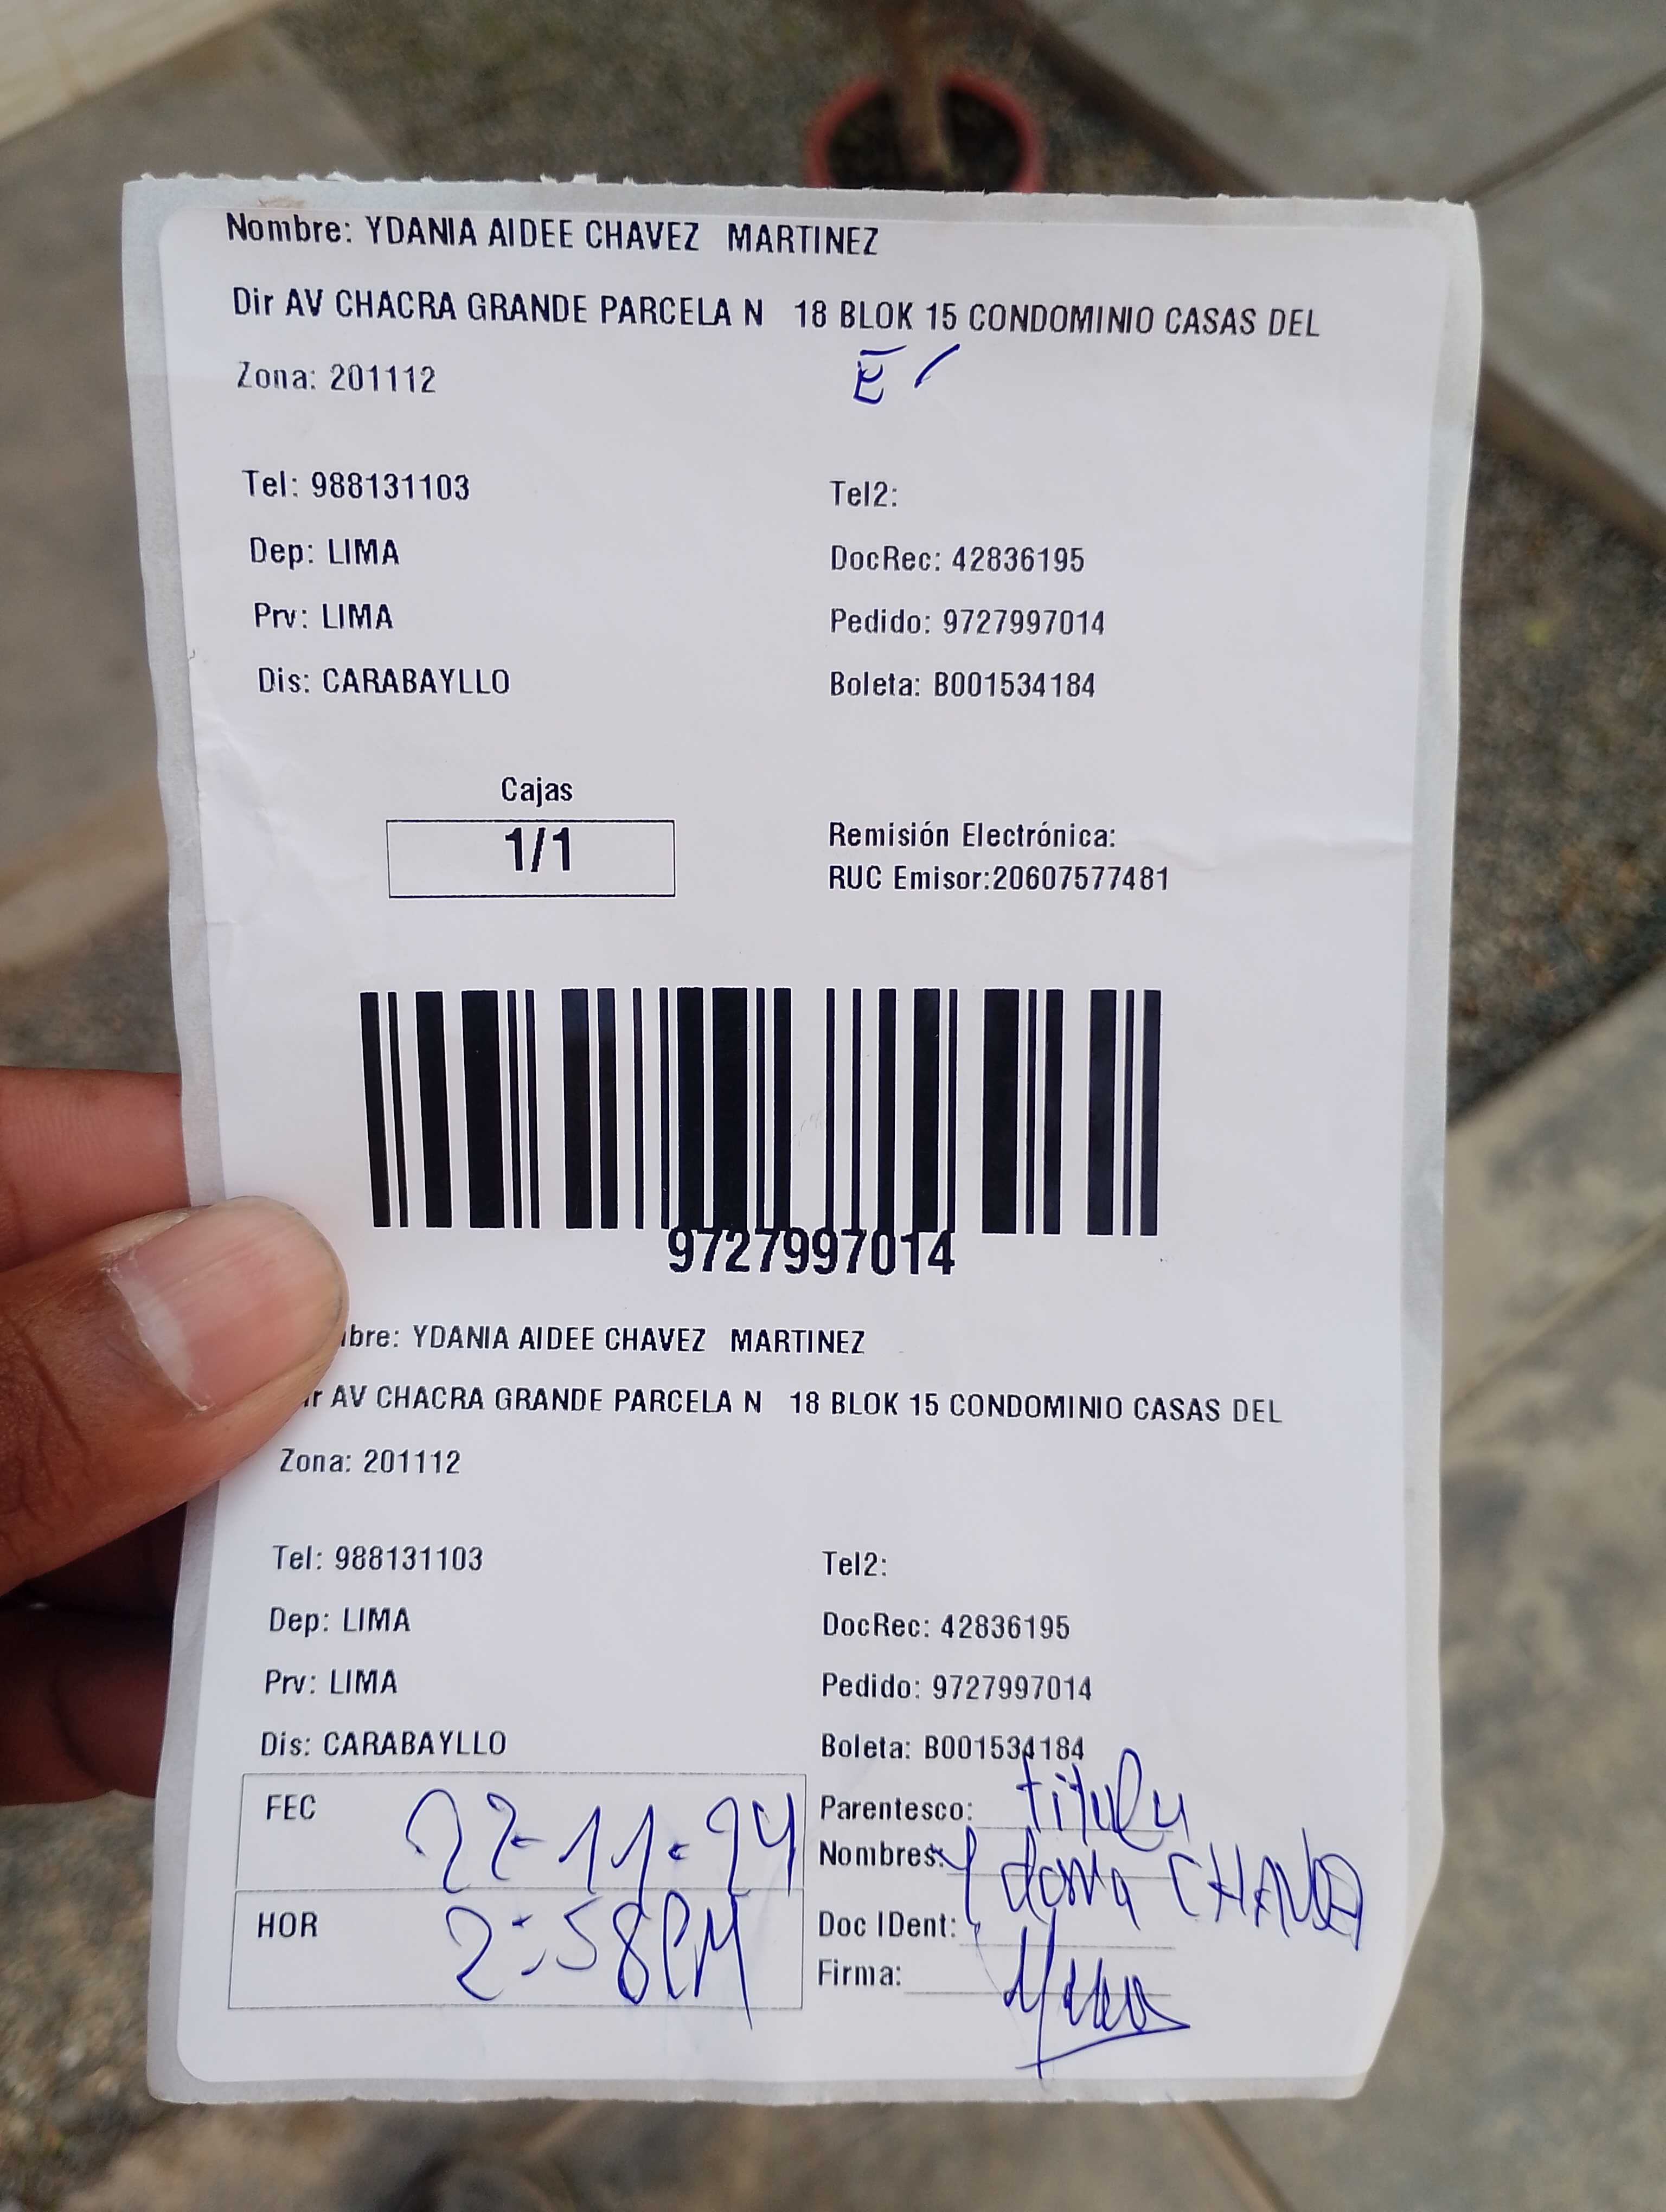 Nombre: YDANIA AIDEE CHAVEZ MARTINEZ
Dir AV CHACRA GRANDE PARCELA N 18 BLOK 15 CONDOMINIO CASAS DEL
Zona: 201112
E
Tel: 988131103 Tel2:
Dep: LIMA DocRec: 42836195
Prv: LIMA Pedido: 9727997014
Dis: CARABAYLLO Boleta: B001534184
Cajas
1/1
Remisión Electrónica:
RUC Emisor:20607577481
9727997014
bre: YDANIA AIDEE CHAVEZ MARTINEZ
r AV CHACRA GRANDE PARCELA N 18 BLOK 15 CONDOMINIO CASAS DEL
Zona: 201112
Tel: 988131103 Tel2:
Dep: LIMA DocRec: 42836195
Prv: LIMA Pedido: 9727997014
Dis: CARABAYLLO Boleta: B001534184
FEC 22-11-24 Parentesco:
Nombres:
HOR 2:58PM Doc IDent:
Firma: